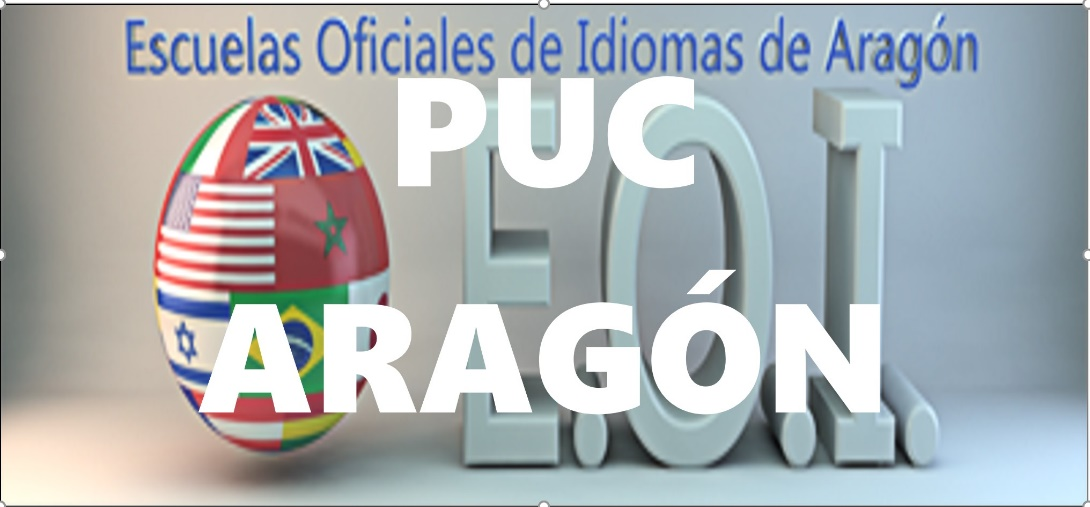 Escuelas Oficiales de Idiomas de Aragón
PUC
E.O.I.
ARAGÓN